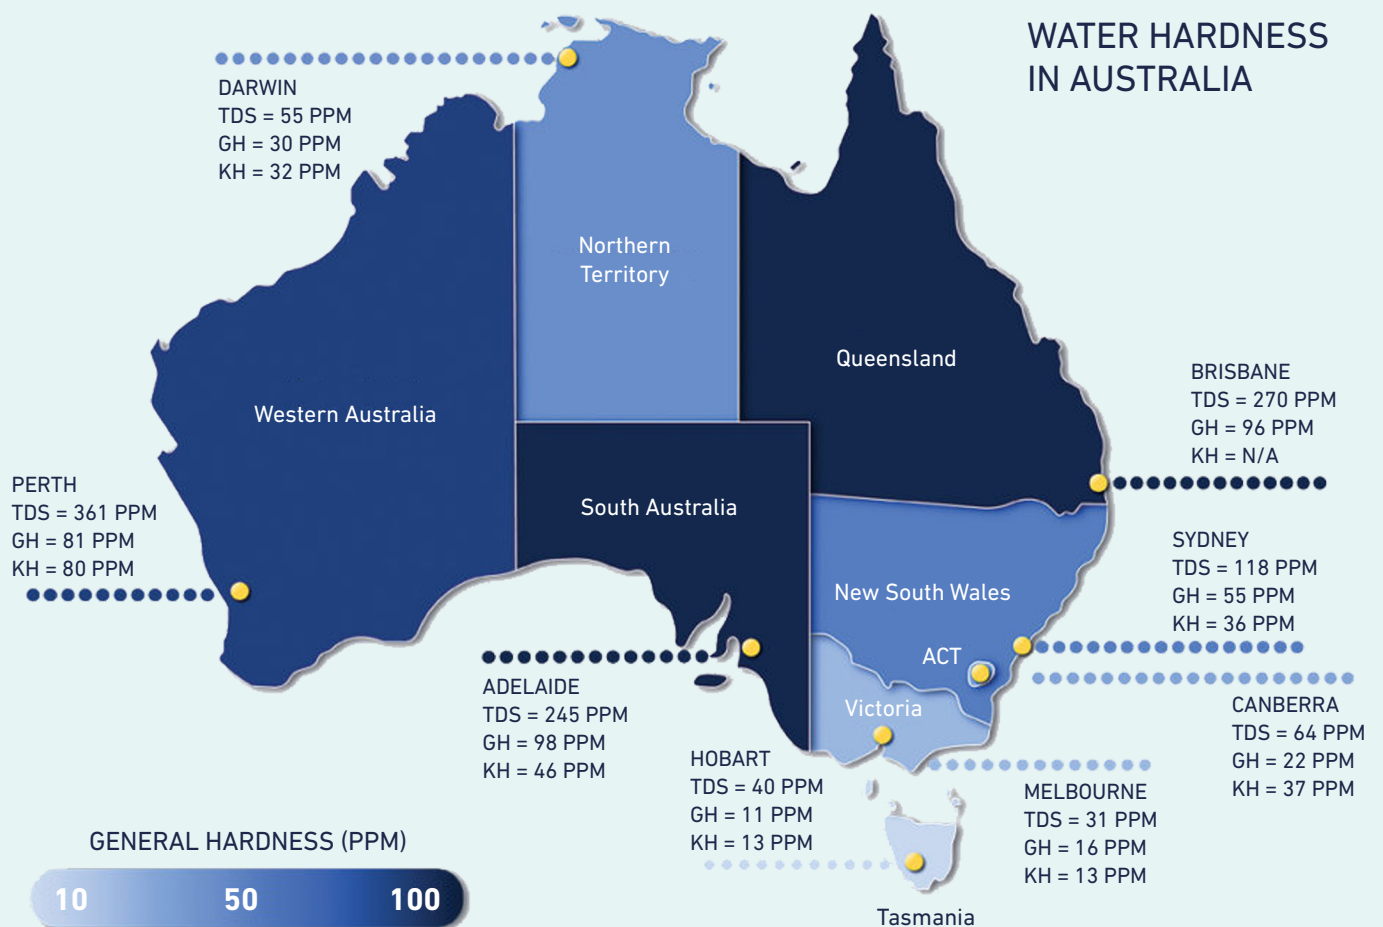 WATER HARDNESS
IN AUSTRALIA
DARWIN
TDS = 55 PPM
GH = 30 PPM
KH = 32 PPM
Northern
Territory
Queensland
Western Australia
BRISBANE
TDS = 270 PPM
GH = 96 PPM
KH = N/A
PERTH
TDS = 361 PPM
GH = 81 PPM
KH = 80 PPM
South Australia
SYDNEY
TDS = 118 PPM
GH = 55 PPM
KH = 36 PPM
New South Wales
ACT
ADELAIDE
TDS = 245 PPM
GH = 98 PPM
KH = 46 PPM
Victoria
CANBERRA
TDS = 64 PPM
GH = 22 PPM
KH = 37 PPM
HOBART
TDS = 40 PPM
GH = 11 PPM
KH = 13 PPM
MELBOURNE
TDS = 31 PPM
GH = 16 PPM
KH = 13 PPM
Tasmania
GENERAL HARDNESS (PPM)
10 50 100